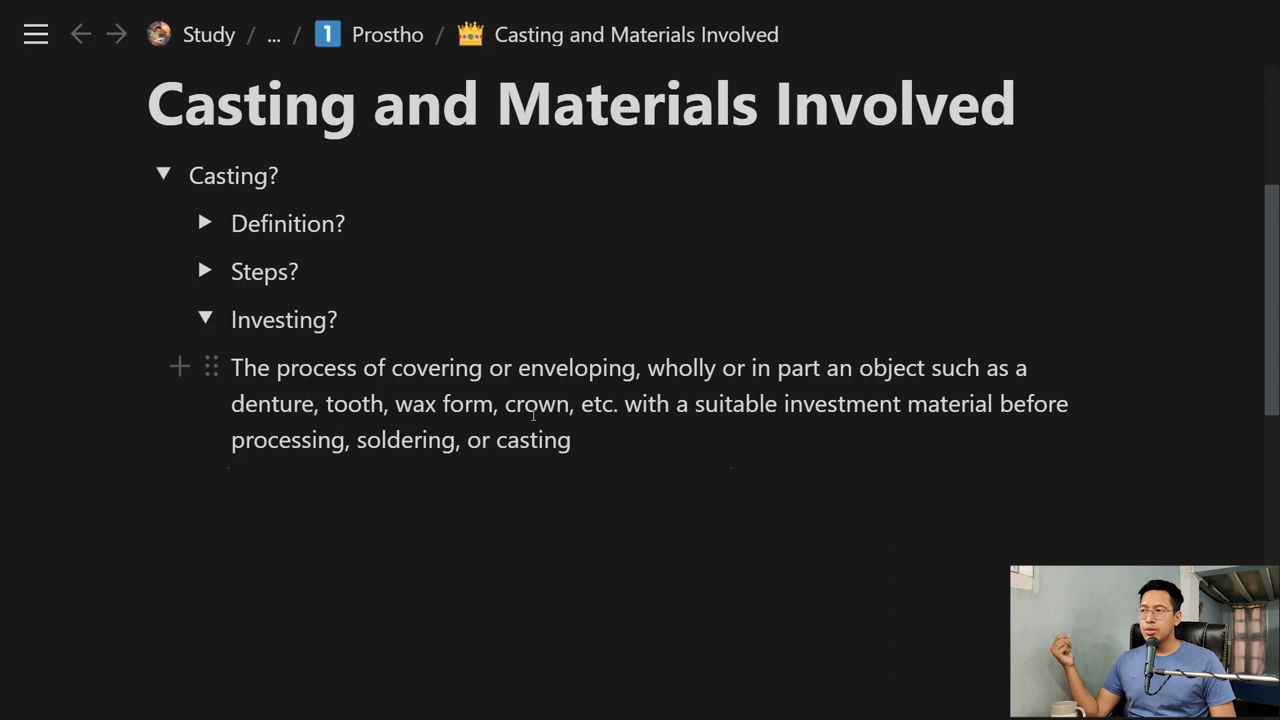 Study / ... / 1 Prostho / Casting and Materials Involved
Casting and Materials Involved
Casting?
Definition?
Steps?
Investing?
The process of covering or enveloping, wholly or in part an object such as a
denture, tooth, wax form, crown, etc. with a suitable investment material before
processing, soldering, or casting